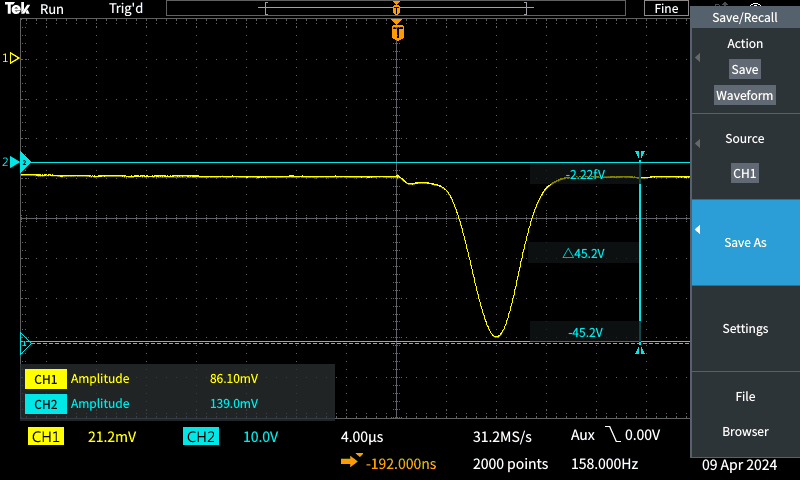 Tek Run Trig'd Fine
T
T
Save/Recall
Action
Save
Waveform
Source
CH1
Save As
Settings
File
Browser
1
2
-2.22fV
△45.2V
-45.2V
CH1 Amplitude 86.10mV
CH2 Amplitude 139.0mV
CH1 21.2mV CH2 10.0V 4.00µs 31.2MS/s Aux 0.00V
-192.000ns 2000 points 158.000Hz 09 Apr 2024